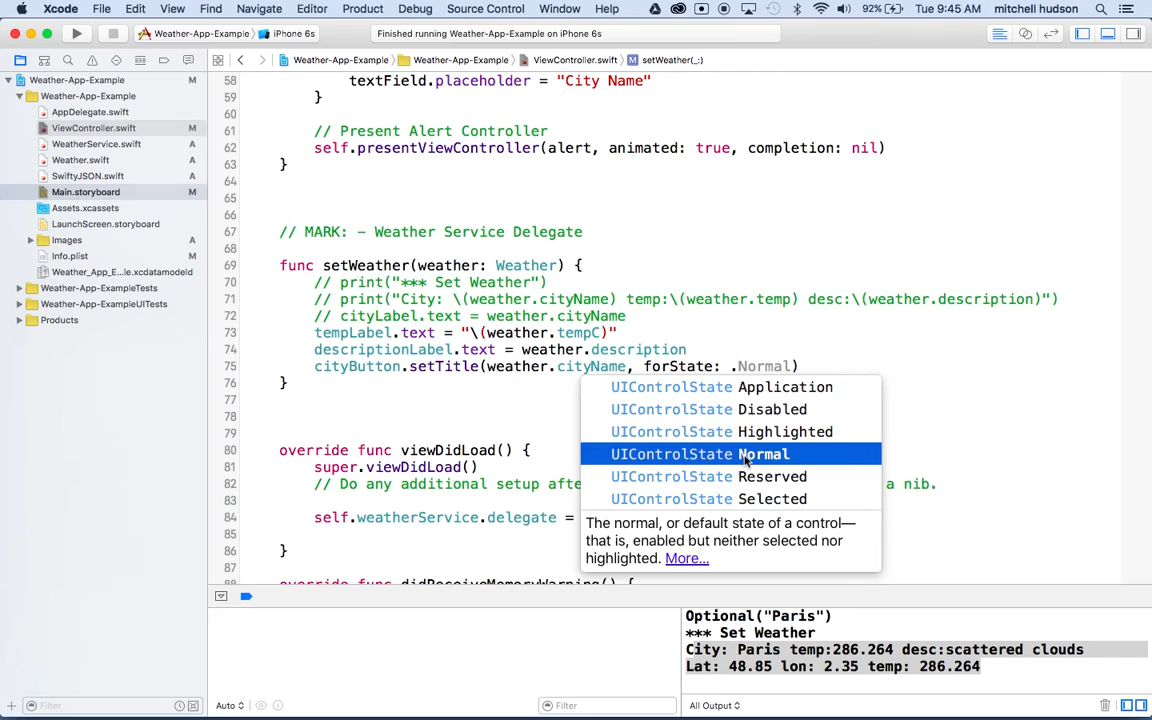 Xcode File Edit View Find Navigate Editor Product Debug Source Control Window Help 92% Tue 9:45 AM mitchell hudson
Weather-App-Example iPhone 6s Finished running Weather-App-Example on iPhone 6s
Weather-App-Example Weather-App-Example ViewController.swift M setWeather(_:)
Weather-App-Example
Weather-App-Example
AppDelegate.swift
ViewController.swift M
WeatherService.swift A
Weather.swift A
SwiftyJSON.swift A
Main.storyboard M
Assets.xcassets
LaunchScreen.storyboard
Images A
Info.plist M
Weather_App_E...le.xcdatamodeld
Weather-App-ExampleTests
Weather-App-ExampleUITests
Products
Filter
58 textField.placeholder = "City Name"
59 }
60
61 // Present Alert Controller
62 self.presentViewController(alert, animated: true, completion: nil)
63 }
64
65
66
67 // MARK: - Weather Service Delegate
68
69 func setWeather(weather: Weather) {
70 // print("*** Set Weather")
71 // print("City: \(weather.cityName) temp:\(weather.temp) desc:\(weather.description)")
72 // cityLabel.text = weather.cityName
73 tempLabel.text = "\(weather.tempC)"
74 descriptionLabel.text = weather.description
75 cityButton.setTitle(weather.cityName, forState: .Normal)
76 }
77
78
79
80 override func viewDidLoad() {
81 super.viewDidLoad()
82 // Do any additional setup afte a nib.
83
84 self.weatherService.delegate =
85
86 }
87
88 override func didReceiveMemoryWarning() {
UIControlState Application
UIControlState Disabled
UIControlState Highlighted
UIControlState Normal
UIControlState Reserved
UIControlState Selected
The normal, or default state of a control—
that is, enabled but neither selected nor
highlighted. More...
Optional("Paris")
*** Set Weather
City: Paris temp:286.264 desc:scattered clouds
Lat: 48.85 lon: 2.35 temp: 286.264
Auto Filter All Output